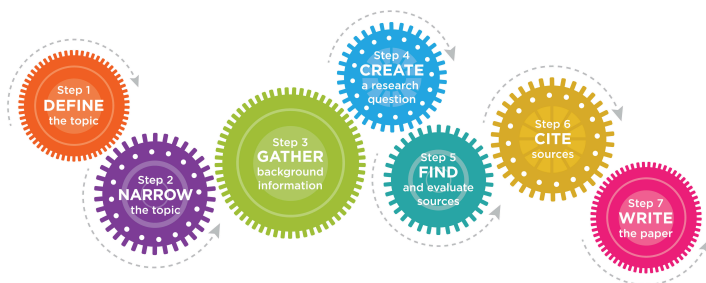 Step 1
DEFINE
the topic
Step 2
NARROW
the topic
Step 3
GATHER
background
information
Step 4
CREATE
a research
question
Step 5
FIND
and evaluate
sources
Step 6
CITE
sources
Step 7
WRITE
the paper